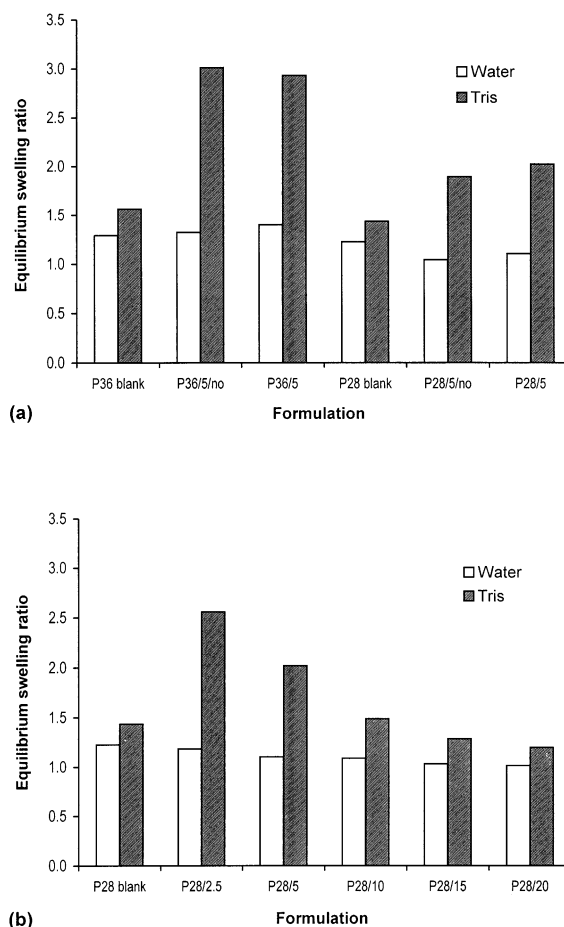 3.5
3.0
2.5
2.0
1.5
1.0
0.5
0.0
Equilibrium swelling ratio
Water
Tris
P36 blank P36/5/no P36/5 P28 blank P28/5/no P28/5
(a) Formulation
3.5
3.0
2.5
2.0
1.5
1.0
0.5
0.0
Equilibrium swelling ratio
Water
Tris
P28 blank P28/2.5 P28/5 P28/10 P28/15 P28/20
(b) Formulation